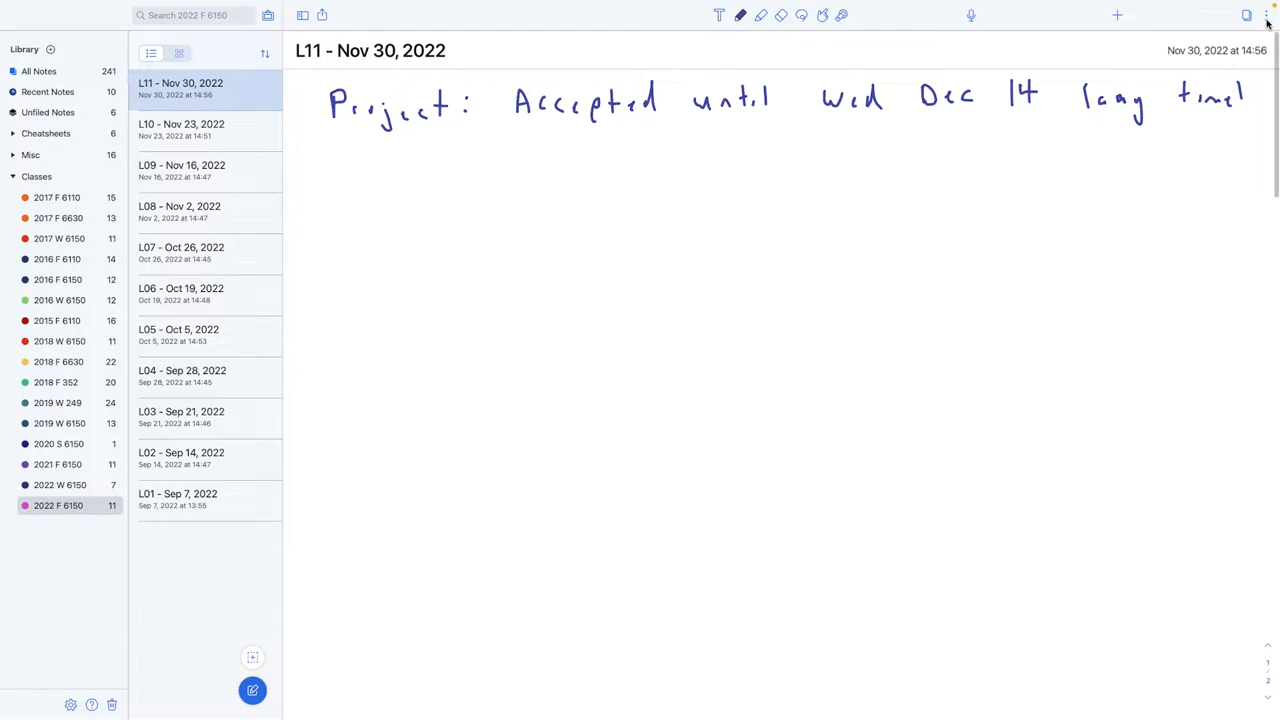 Search 2022 F 6150
Library
All Notes 241
Recent Notes 10
Unfiled Notes 6
Cheatsheets 6
Misc 16
Classes
2017 F 6110 15
2017 F 6630 13
2017 W 6150 11
2016 F 6110 14
2016 F 6150 12
2016 W 6150 12
2015 F 6110 16
2018 W 6150 11
2018 F 6630 22
2018 F 352 20
2019 W 249 24
2019 W 6150 13
2020 S 6150 1
2021 F 6150 11
2022 W 6150 7
2022 F 6150 11
L11 - Nov 30, 2022
Nov 30, 2022 at 14:56
L10 - Nov 23, 2022
Nov 23, 2022 at 14:51
L09 - Nov 16, 2022
Nov 16, 2022 at 14:47
L08 - Nov 2, 2022
Nov 2, 2022 at 14:47
L07 - Oct 26, 2022
Oct 26, 2022 at 14:45
L06 - Oct 19, 2022
Oct 19, 2022 at 14:48
L05 - Oct 5, 2022
Oct 5, 2022 at 14:53
L04 - Sep 28, 2022
Sep 28, 2022 at 14:45
L03 - Sep 21, 2022
Sep 21, 2022 at 14:46
L02 - Sep 14, 2022
Sep 14, 2022 at 14:47
L01 - Sep 7, 2022
Sep 7, 2022 at 13:55
L11 - Nov 30, 2022
Nov 30, 2022 at 14:56
Project: Accepted until Wed Dec 14 long time!
1
2